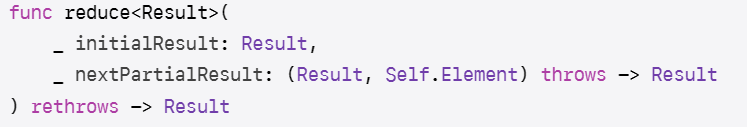 func reduce<Result>(
    _ initialResult: Result,
    _ nextPartialResult: (Result, Self.Element) throws -> Result
) rethrows -> Result